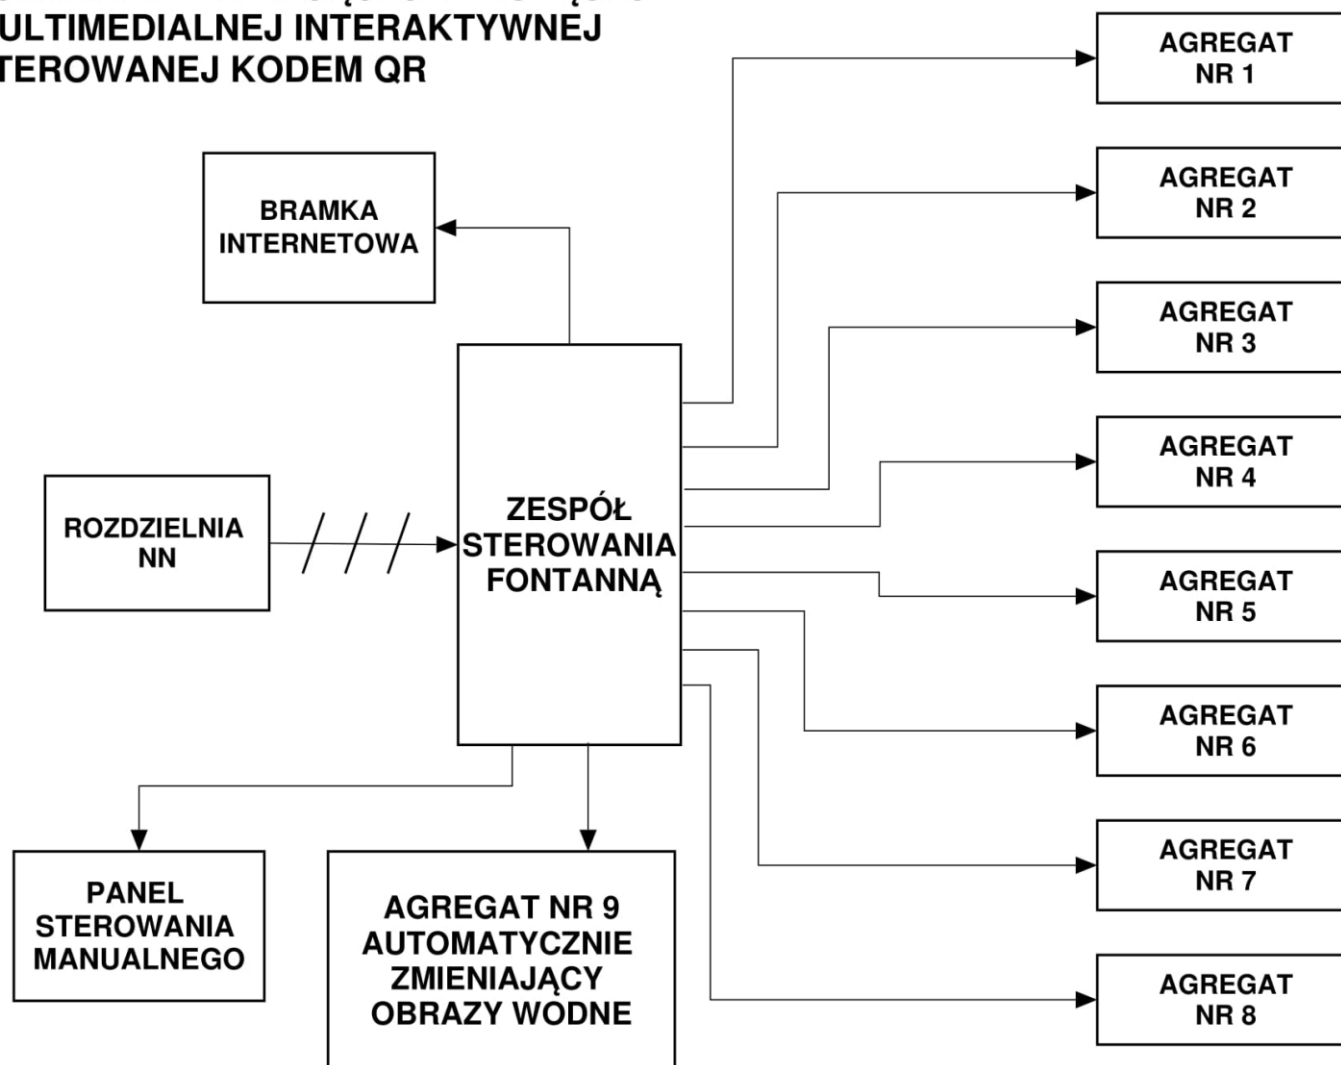 ULTIMEDIALNEJ INTERAKTYWNEJ
TEROWANEJ KODEM QR
BRAMKA
INTERNETOWA
ROZDZIELNIA
NN
ZESPÓŁ
STEROWANIA
FONTANNĄ
PANEL
STEROWANIA
MANUALNEGO
AGREGAT NR 9
AUTOMATYCZNIE
ZMIENIAJĄCY
OBRAZY WODNE
AGREGAT
NR 1
AGREGAT
NR 2
AGREGAT
NR 3
AGREGAT
NR 4
AGREGAT
NR 5
AGREGAT
NR 6
AGREGAT
NR 7
AGREGAT
NR 8